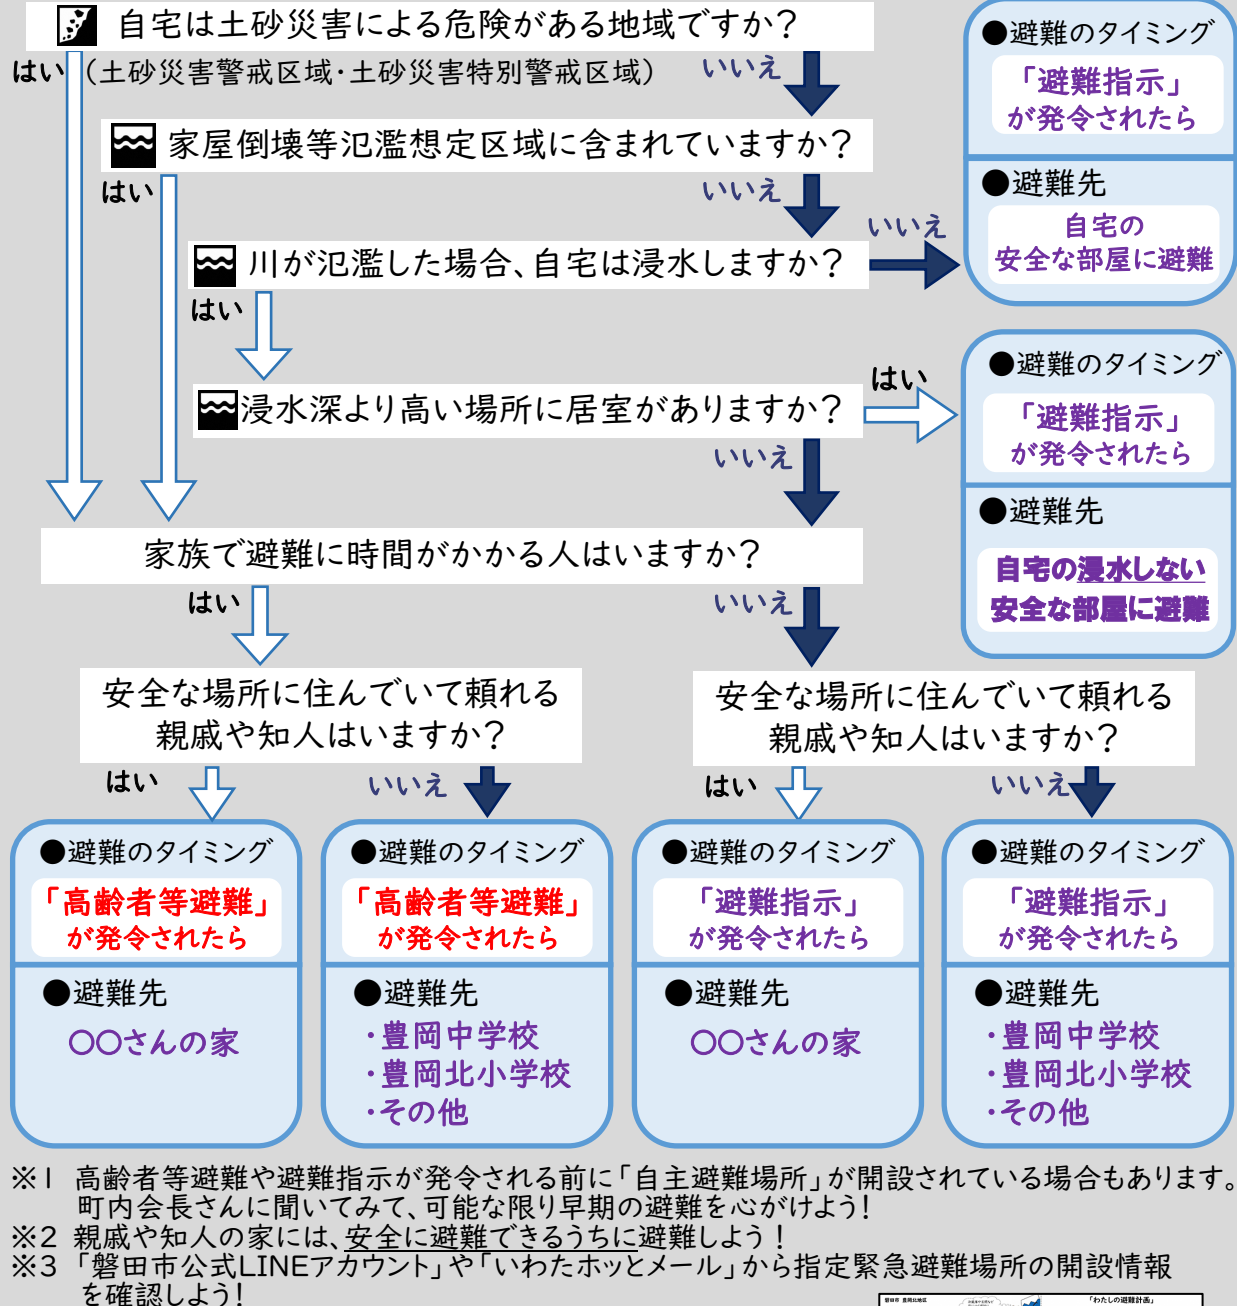 自宅は土砂災害による危険がある地域ですか？
はい
（土砂災害警戒区域・土砂災害特別警戒区域）
いいえ
家屋倒壊等氾濫想定区域に含まれていますか？
はい
いいえ
川が氾濫した場合、自宅は浸水しますか？
いいえ
はい
●避難のタイミング
「避難指示」
が発令されたら
●避難先
自宅の
安全な部屋に避難
浸水深より高い場所に居室がありますか？
はい
いいえ
●避難のタイミング
「避難指示」
が発令されたら
●避難先
自宅の浸水しない
安全な部屋に避難
家族で避難に時間がかかる人はいますか？
はい
いいえ
安全な場所に住んでいて頼れる
親戚や知人はいますか？
はい
いいえ
安全な場所に住んでいて頼れる
親戚や知人はいますか？
はい
いいえ
●避難のタイミング
「高齢者等避難」
が発令されたら
●避難先
〇〇さんの家
●避難のタイミング
「高齢者等避難」
が発令されたら
●避難先
・豊岡中学校
・豊岡北小学校
・その他
●避難のタイミング
「避難指示」
が発令されたら
●避難先
〇〇さんの家
●避難のタイミング
「避難指示」
が発令されたら
●避難先
・豊岡中学校
・豊岡北小学校
・その他
※1 高齢者等避難や避難指示が発令される前に「自主避難場所」が開設されている場合もあります。
町内会長さんに聞いてみて、可能な限り早期の避難を心がけよう！
※2 親戚や知人の家には、安全に避難できるうちに避難しよう！
※3 「磐田市公式LINEアカウント」や「いわたホッとメール」から指定緊急避難場所の開設情報
を確認しよう！
磐田市 豊岡北地区
「わたしの避難計画」